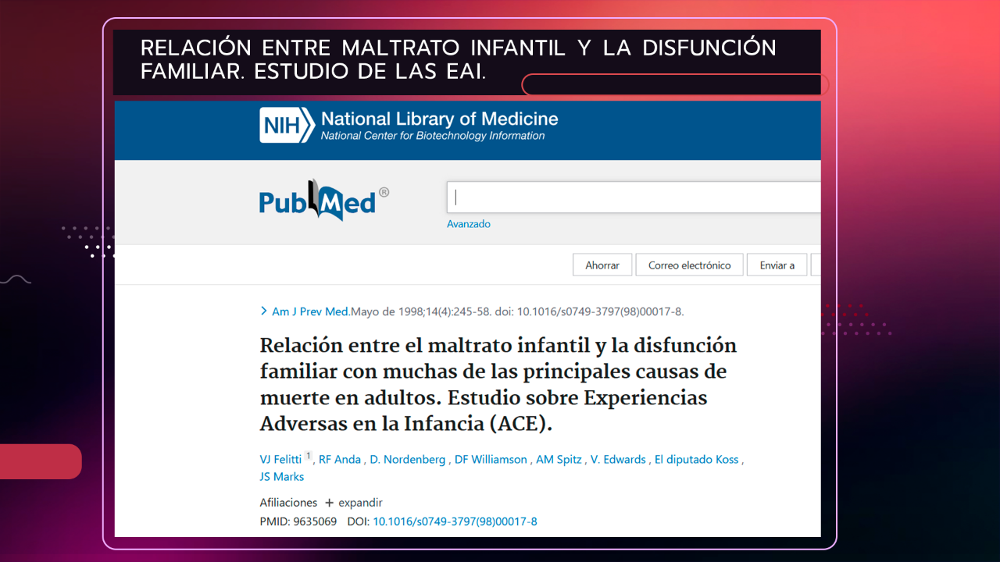 RELACIÓN ENTRE MALTRATO INFANTIL Y LA DISFUNCIÓN
FAMILIAR. ESTUDIO DE LAS EAI.
NIH National Library of Medicine
National Center for Biotechnology Information
PubMed®
Avanzado
Ahorrar Correo electrónico Enviar a
Am J Prev Med.Mayo de 1998;14(4):245-58. doi: 10.1016/s0749-3797(98)00017-8.
Relación entre el maltrato infantil y la disfunción
familiar con muchas de las principales causas de
muerte en adultos. Estudio sobre Experiencias
Adversas en la Infancia (ACE).
VJ Felitti 1 , RF Anda , D. Nordenberg , DF Williamson , AM Spitz , V. Edwards , El diputado Koss ,
JS Marks
Afiliaciones + expandir
PMID: 9635069 DOI: 10.1016/s0749-3797(98)00017-8